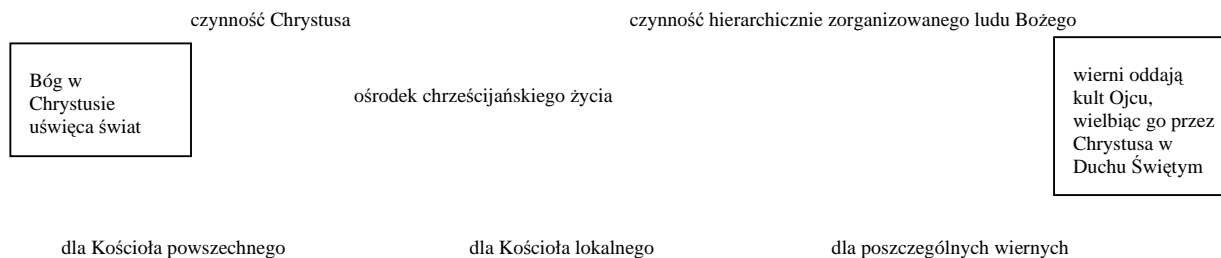 czynność Chrystusa
czynność hierarchicznie zorganizowanego ludu Bożego
Bóg w
Chrystusie
uświęca świat
ośrodek chrześcijańskiego życia
wierni oddają
kult Ojcu,
wielbiąc go przez
Chrystusa w
Duchu Świętym
dla Kościoła powszechnego
dla Kościoła lokalnego
dla poszczególnych wiernych